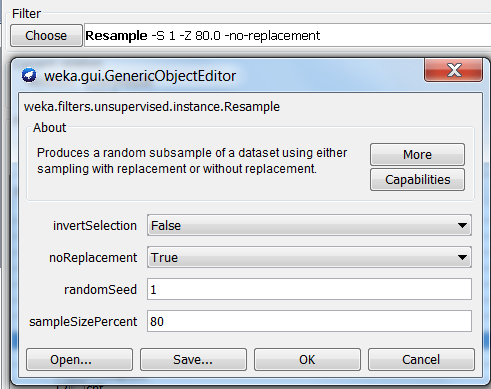 Filter
Choose Resample -S 1 -Z 80.0 -no-replacement
weka.gui.GenericObjectEditor
weka.filters.unsupervised.instance.Resample
About
Produces a random subsample of a dataset using either
sampling with replacement or without replacement.
More
Capabilities
invertSelection False
noReplacement True
randomSeed 1
sampleSizePercent 80
Open... Save... OK Cancel